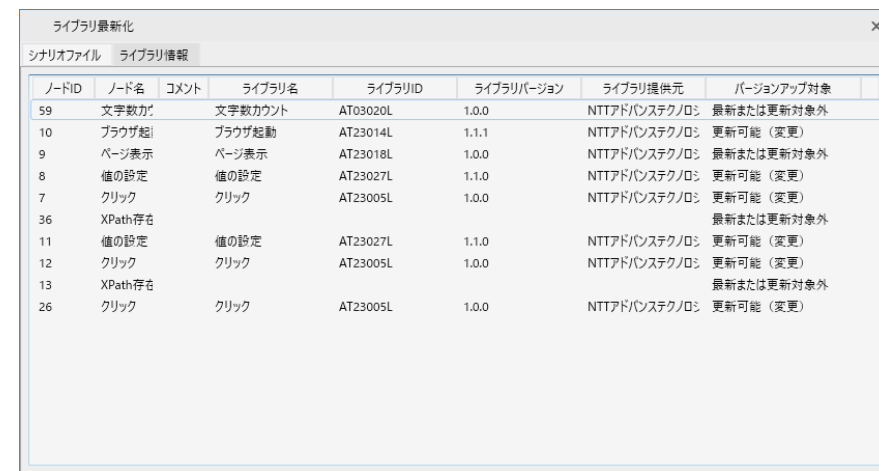 ライブラリ最新化
シナリオファイル ライブラリ情報
ノードID ノード名 コメント ライブラリ名 ライブラリID ライブラリバージョン ライブラリ提供元 バージョンアップ対象
59 文字数カウ 文字数カウント AT03020L 1.0.0 NTTアドバンステクノロジ 最新または更新対象外
10 ブラウザ起 ブラウザ起動 AT23014L 1.1.1 NTTアドバンステクノロジ 更新可能（変更）
9 ページ表示 ページ表示 AT23018L 1.0.0 NTTアドバンステクノロジ 最新または更新対象外
8 値の設定 値の設定 AT23027L 1.1.0 NTTアドバンステクノロジ 更新可能（変更）
7 クリック クリック AT23005L 1.0.0 NTTアドバンステクノロジ 更新可能（変更）
36 XPath存在 最新または更新対象外
11 値の設定 値の設定 AT23027L 1.1.0 NTTアドバンステクノロジ 更新可能（変更）
12 クリック クリック AT23005L 1.0.0 NTTアドバンステクノロジ 更新可能（変更）
13 XPath存在 最新または更新対象外
26 クリック クリック AT23005L 1.0.0 NTTアドバンステクノロジ 更新可能（変更）